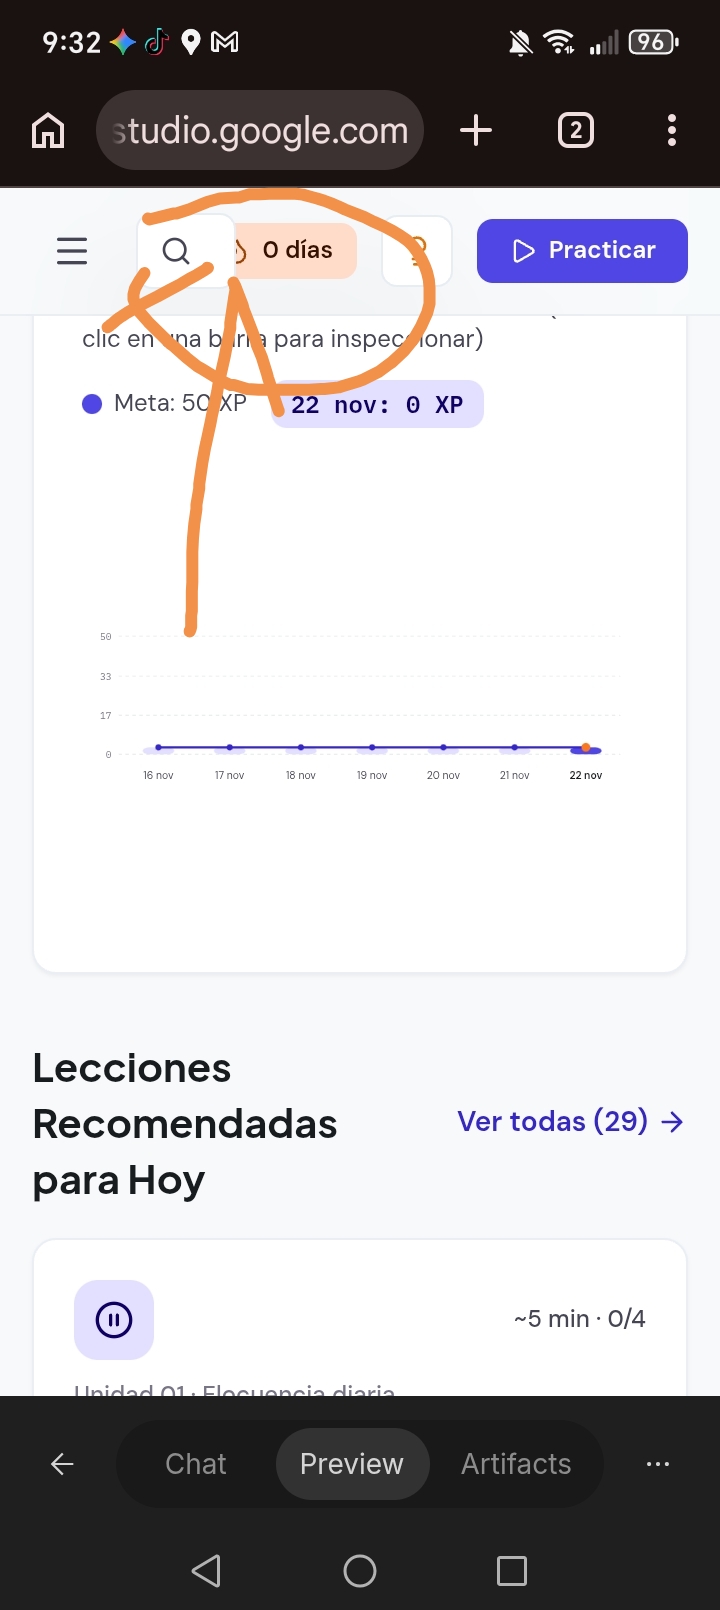 9:32
96
studio.google.com
2
0 días
Practicar
clic en una barra para inspeccionar)
Meta: 50 XP
22 nov: 0 XP
50
33
17
0
16 nov
17 nov
18 nov
19 nov
20 nov
21 nov
22 nov
Lecciones
Recomendadas
para Hoy
Ver todas (29)
~5 min · 0/4
Unidad 01 · Elocuencia diaria
Chat
Preview
Artifacts